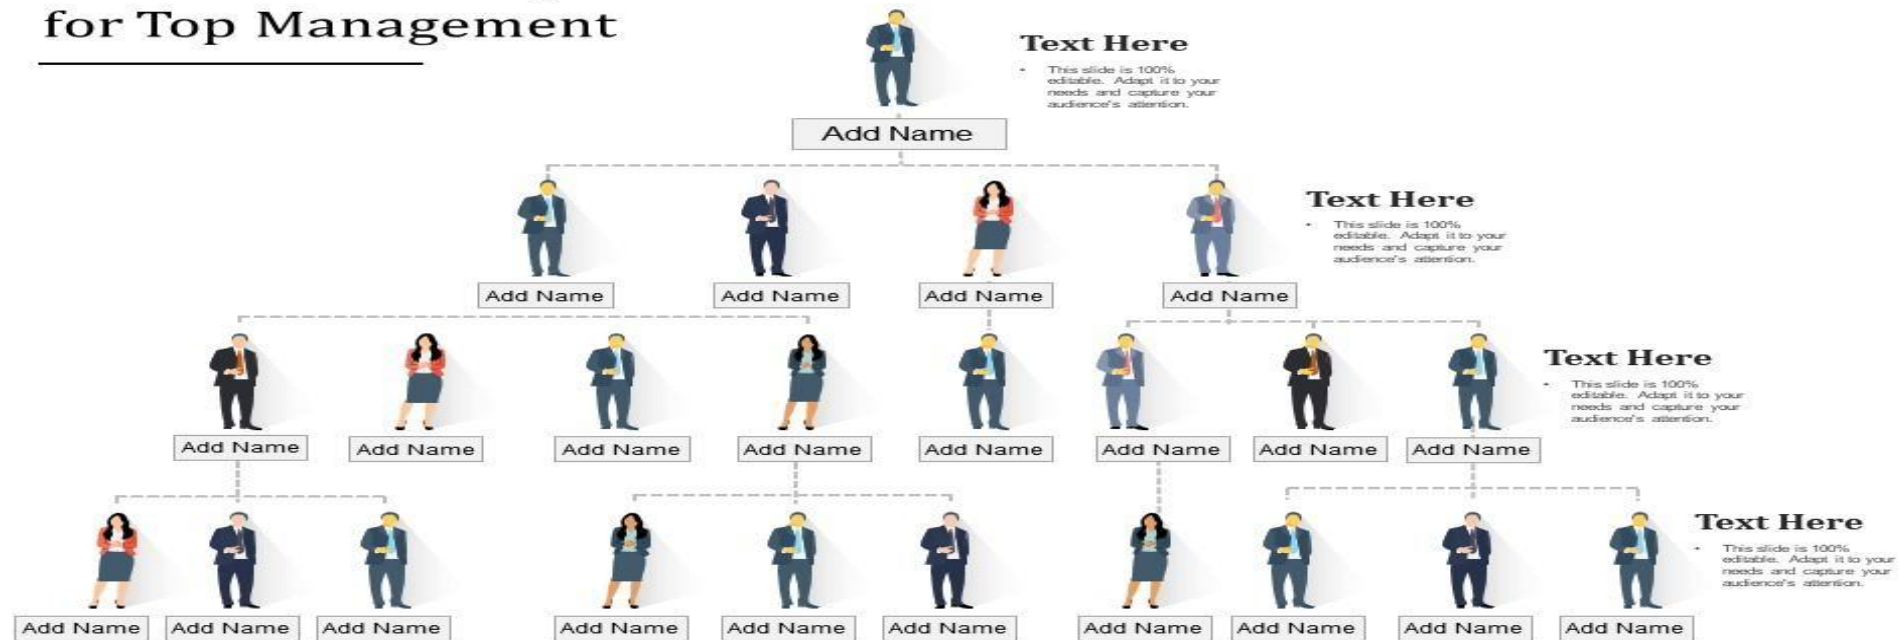 for Top Management
Text Here
• This slide is 100%
editable. Adapt it to your
needs and capture your
audience's attention.
Add Name
Text Here
• This slide is 100%
editable. Adapt it to your
needs and capture your
audience's attention.
Add Name
Add Name
Add Name
Add Name
Text Here
• This slide is 100%
editable. Adapt it to your
needs and capture your
audience's attention.
Add Name
Add Name
Add Name
Add Name
Add Name
Add Name
Add Name
Add Name
Text Here
• This slide is 100%
editable. Adapt it to your
needs and capture your
audience's attention.
Add Name
Add Name
Add Name
Add Name
Add Name
Add Name
Add Name
Add Name
Add Name
Add Name